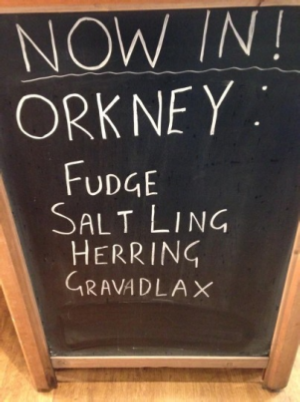 NOW IN!
ORKNEY:
FUDGE
SALT LING
HERRING
GRAVADLAX